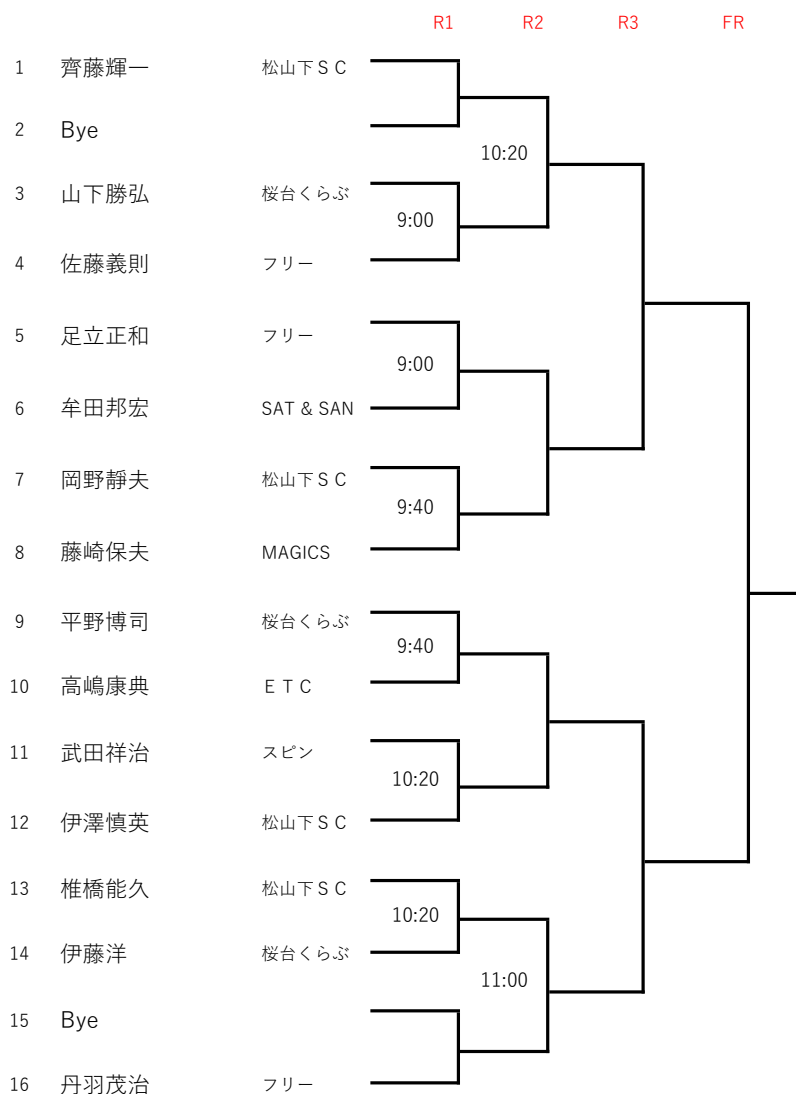 R1 R2 R3 FR
1 齊藤輝一 松山下ＳＣ
2 Bye
10:20
3 山下勝弘 桜台くらぶ
9:00
4 佐藤義則 フリー
5 足立正和 フリー
9:00
6 牟田邦宏 SAT & SAN
7 岡野靜夫 松山下ＳＣ
9:40
8 藤崎保夫 MAGICS
9 平野博司 桜台くらぶ
9:40
10 高嶋康典 ＥＴＣ
11 武田祥治 スピン
10:20
12 伊澤慎英 松山下ＳＣ
13 椎橋能久 松山下ＳＣ
10:20
14 伊藤洋 桜台くらぶ
11:00
15 Bye
16 丹羽茂治 フリー